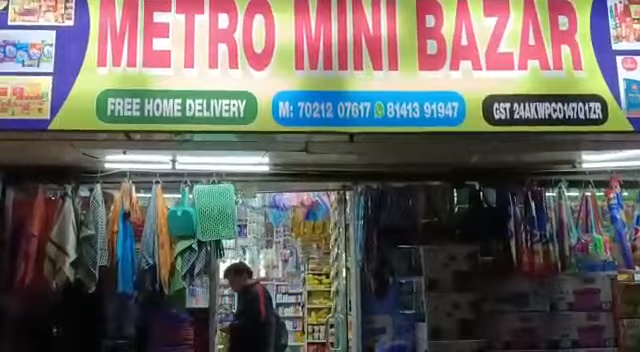 METRO MINI BAZAR
FREE HOME DELIVERY
M: 70212 07617 81413 91947
GST 24AKWPC0147Q1ZR